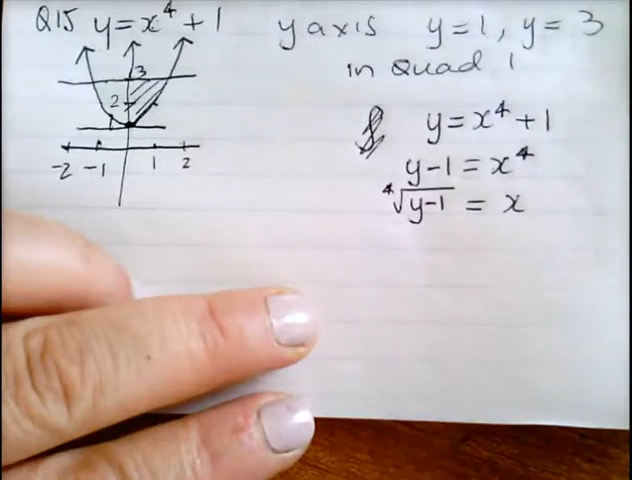 Q15 y = x⁴ + 1 y axis y = 1, y = 3
in Quad 1
3
2
1
-2 -1 1 2
y = x⁴ + 1
y - 1 = x⁴
⁴√(y-1) = x